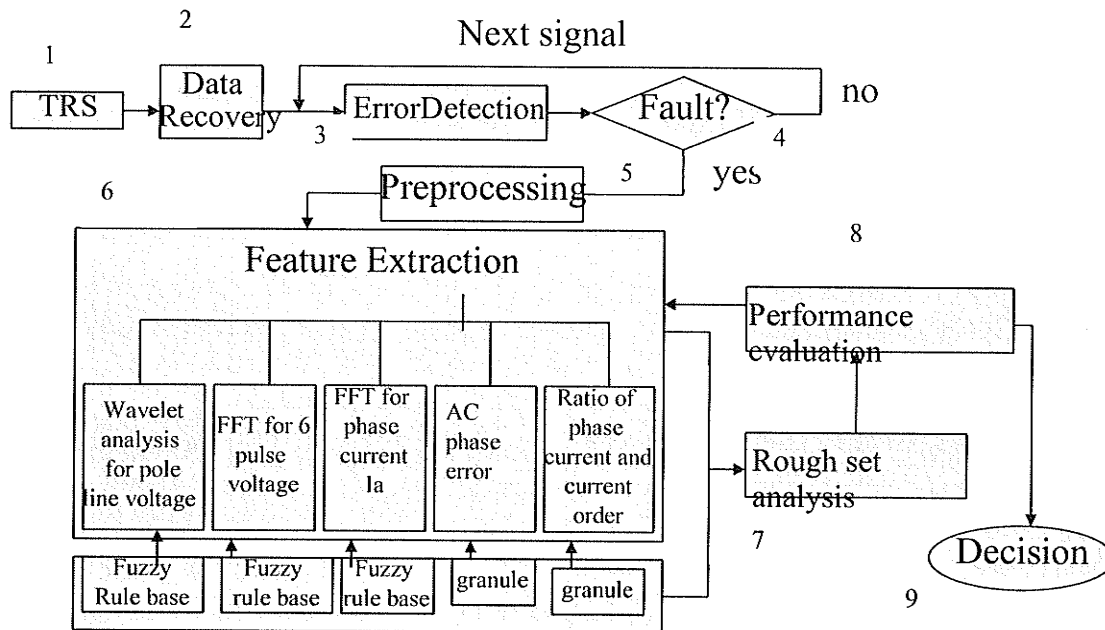 2
Next signal
1
TRS
Data
Recovery
3
ErrorDetection
Fault?
no
4
5
yes
Preprocessing
6
Feature Extraction
8
Performance
evaluation
Wavelet
analysis
for pole
line voltage
FFT for 6
pulse
voltage
FFT for
phase
current
1a
AC
phase
error
Ratio of
phase
current and
current
order
Rough set
analysis
7
Fuzzy
Rule base
Fuzzy
rule base
Fuzzy
rule base
granule
granule
Decision
9